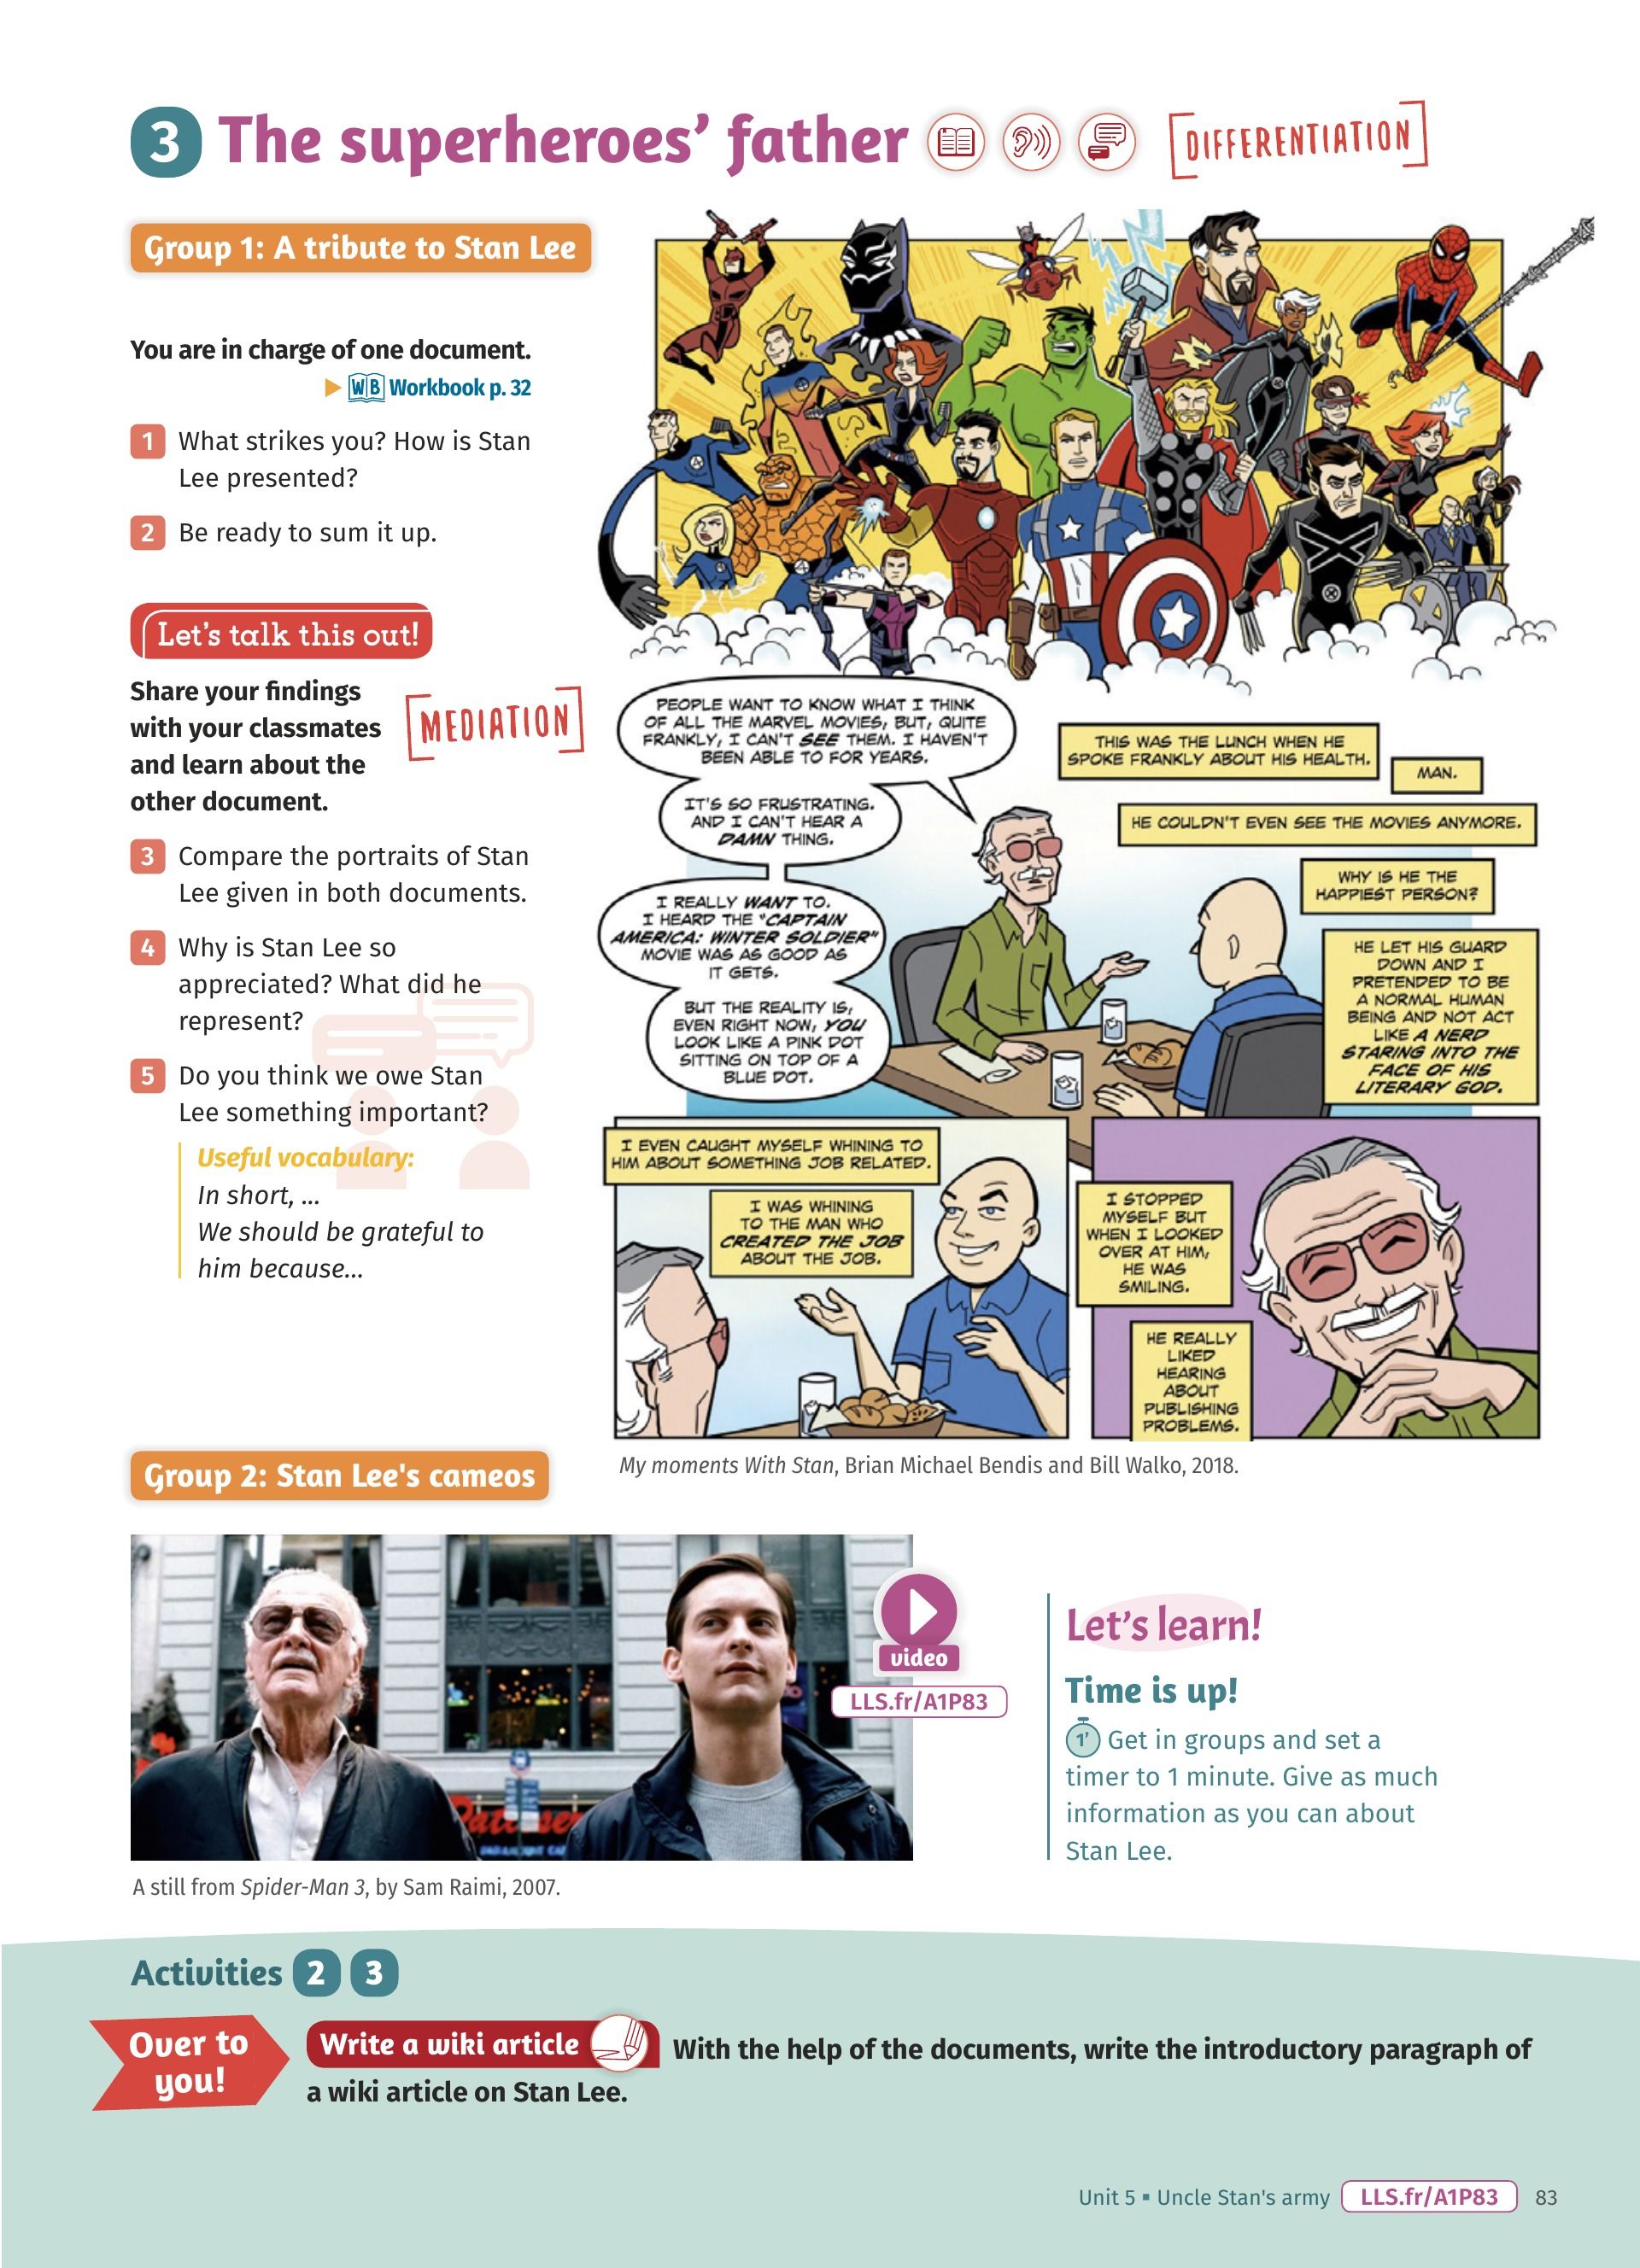 3 The superheroes' father
DIFFERENTIATION
Group 1: A tribute to Stan Lee
You are in charge of one document.
WB Workbook p. 32
1 What strikes you? How is Stan
Lee presented?
2 Be ready to sum it up.
Let's talk this out!
Share your findings
with your classmates
and learn about the
other document.
MEDIATION
3 Compare the portraits of Stan
Lee given in both documents.
4 Why is Stan Lee so
appreciated? What did he
represent?
5 Do you think we owe Stan
Lee something important?
Useful vocabulary:
In short, ...
We should be grateful to
him because...
PEOPLE WANT TO KNOW WHAT I THINK
OF ALL THE MARVEL MOVIES, BUT, QUITE
FRANKLY, I CAN'T SEE THEM. I HAVEN'T
BEEN ABLE TO FOR YEARS.
IT'S SO FRUSTRATING.
AND I CAN'T HEAR A
DAMN THING.
I REALLY WANT TO.
I HEARD THE "CAPTAIN
AMERICA: WINTER SOLDIER"
MOVIE WAS AS GOOD AS
IT GETS.
BUT THE REALITY IS,
EVEN RIGHT NOW, YOU
LOOK LIKE A PINK DOT
SITTING ON TOP OF A
BLUE DOT.
THIS WAS THE LUNCH WHEN HE
SPOKE FRANKLY ABOUT HIS HEALTH.
MAN.
HE COULDN'T EVEN SEE THE MOVIES ANYMORE.
WHY IS HE THE
HAPPIEST PERSON?
HE LET HIS GUARD
DOWN AND I
PRETENDED TO BE
A NORMAL HUMAN
BEING AND NOT ACT
LIKE A NERD
STARING INTO THE
FACE OF HIS
LITERARY GOD.
I EVEN CAUGHT MYSELF WHINING TO
HIM ABOUT SOMETHING JOB RELATED.
I WAS WHINING
TO THE MAN WHO
CREATED THE JOB
ABOUT THE JOB.
I STOPPED
MYSELF BUT
WHEN I LOOKED
OVER AT HIM,
HE WAS
SMILING.
HE REALLY
LIKED
HEARING
ABOUT
PUBLISHING
PROBLEMS.
My moments With Stan, Brian Michael Bendis and Bill Walko, 2018.
Group 2: Stan Lee's cameos
video
LLS.fr/A1P83
A still from Spider-Man 3, by Sam Raimi, 2007.
Let's learn!
Time is up!
1' Get in groups and set a
timer to 1 minute. Give as much
information as you can about
Stan Lee.
Activities 2 3
Over to
you!
Write a wiki article With the help of the documents, write the introductory paragraph of
a wiki article on Stan Lee.
Unit 5 ▪ Uncle Stan's army LLS.fr/A1P83 83